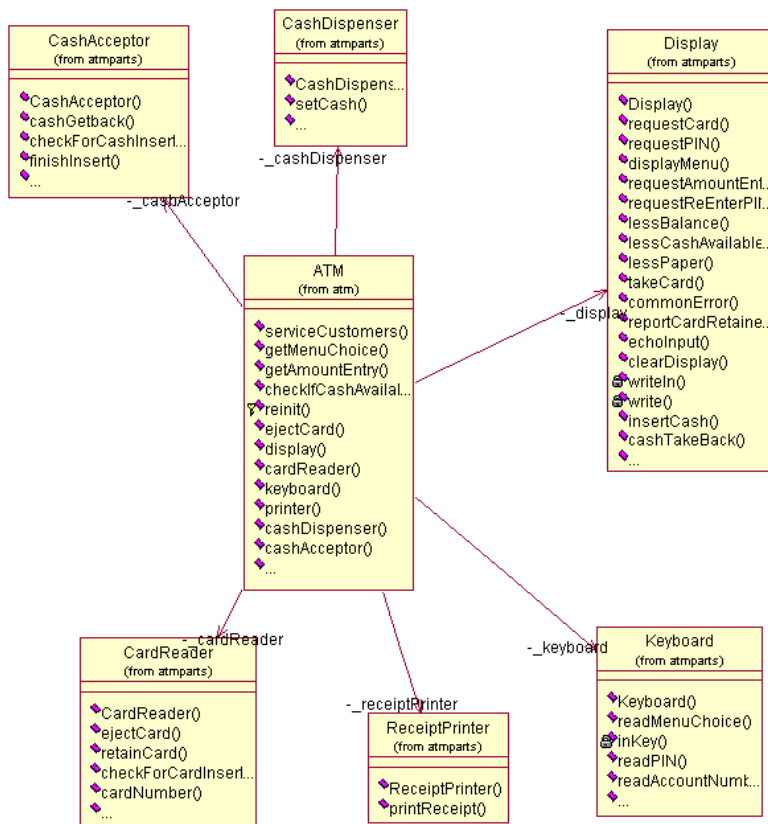 CashAcceptor
(from atmparts)
CashAcceptor()
cashGetback()
checkForCashInsert...
finishInsert()
...
CashDispenser
(from atmparts)
CashDispens...
setCash()
...
Display
(from atmparts)
Display()
requestCard()
requestPIN()
displayMenu()
requestAmountEnt...
requestReEnterPI...
lessBalance()
lessCashAvailable...
lessPaper()
takeCard()
commonError()
reportCardRetaine...
echoInput()
clearDisplay()
writeln()
write()
insertCash()
cashTakeBack()
...
-_cashDispenser
-_cashAcceptor
ATM
(from atm)
serviceCustomers()
getMenuChoice()
getAmountEntry()
checkIfCashAvailal...
reinit()
ejectCard()
display()
cardReader()
keyboard()
printer()
cashDispenser()
cashAcceptor()
...
-_display
-_cardReader
-_receiptPrinter
-_keyboard
CardReader
(from atmparts)
CardReader()
ejectCard()
retainCard()
checkForCardInsert...
cardNumber()
...
ReceiptPrinter
(from atmparts)
ReceiptPrinter()
printReceipt()
Keyboard
(from atmparts)
Keyboard()
readMenuChoice()
inKey()
readPIN()
readAccountNumb...
...